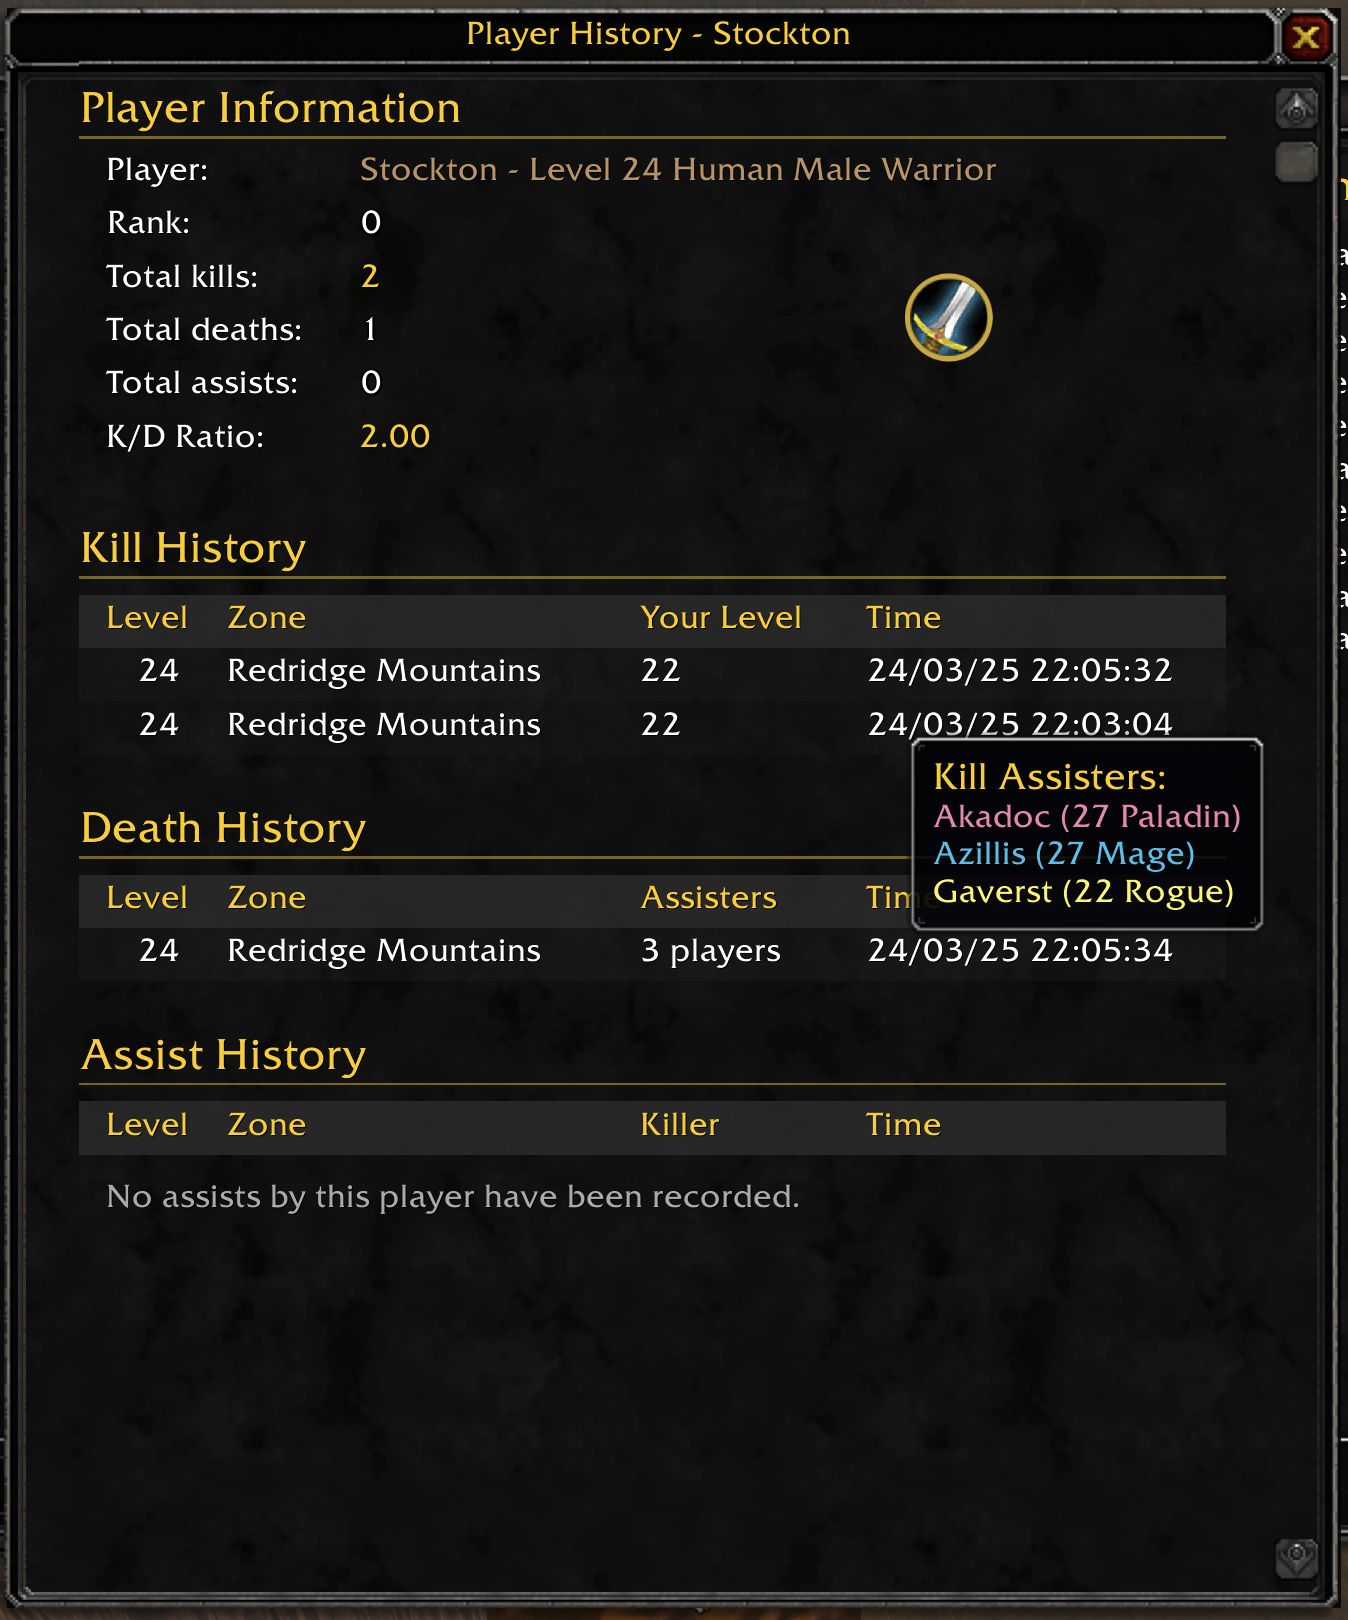 Player History - Stockton
Player Information
Player: Stockton - Level 24 Human Male Warrior
Rank: 0
Total kills: 2
Total deaths: 1
Total assists: 0
K/D Ratio: 2.00
Kill History
Level Zone Your Level Time
24 Redridge Mountains 22 24/03/25 22:05:32
24 Redridge Mountains 22 24/03/25 22:03:04
Kill Assisters:
Akadoc (27 Paladin)
Azillis (27 Mage)
Gaverst (22 Rogue)
Death History
Level Zone Assisters
24 Redridge Mountains 3 players 24/03/25 22:05:34
Assist History
Level Zone Killer Time
No assists by this player have been recorded.